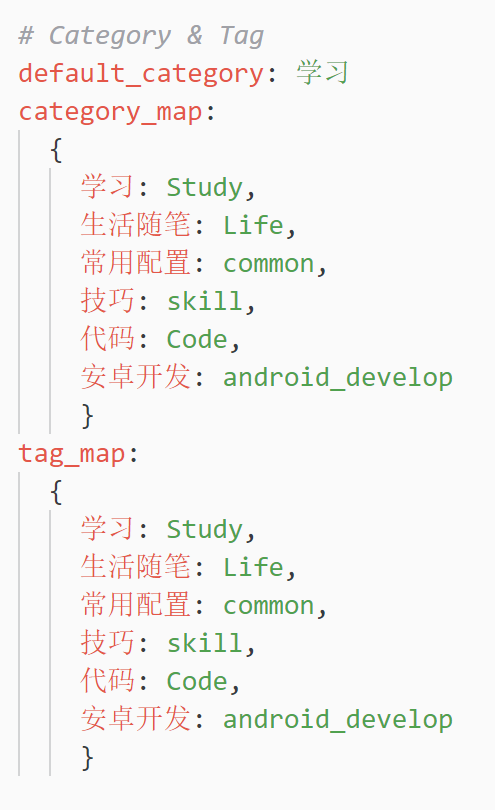 # Category & Tag
default_category: 学习
category_map:
{
学习: Study,
生活随笔: Life,
常用配置: common,
技巧: skill,
代码: Code,
安卓开发: android_develop
}
tag_map:
{
学习: Study,
生活随笔: Life,
常用配置: common,
技巧: skill,
代码: Code,
安卓开发: android_develop
}